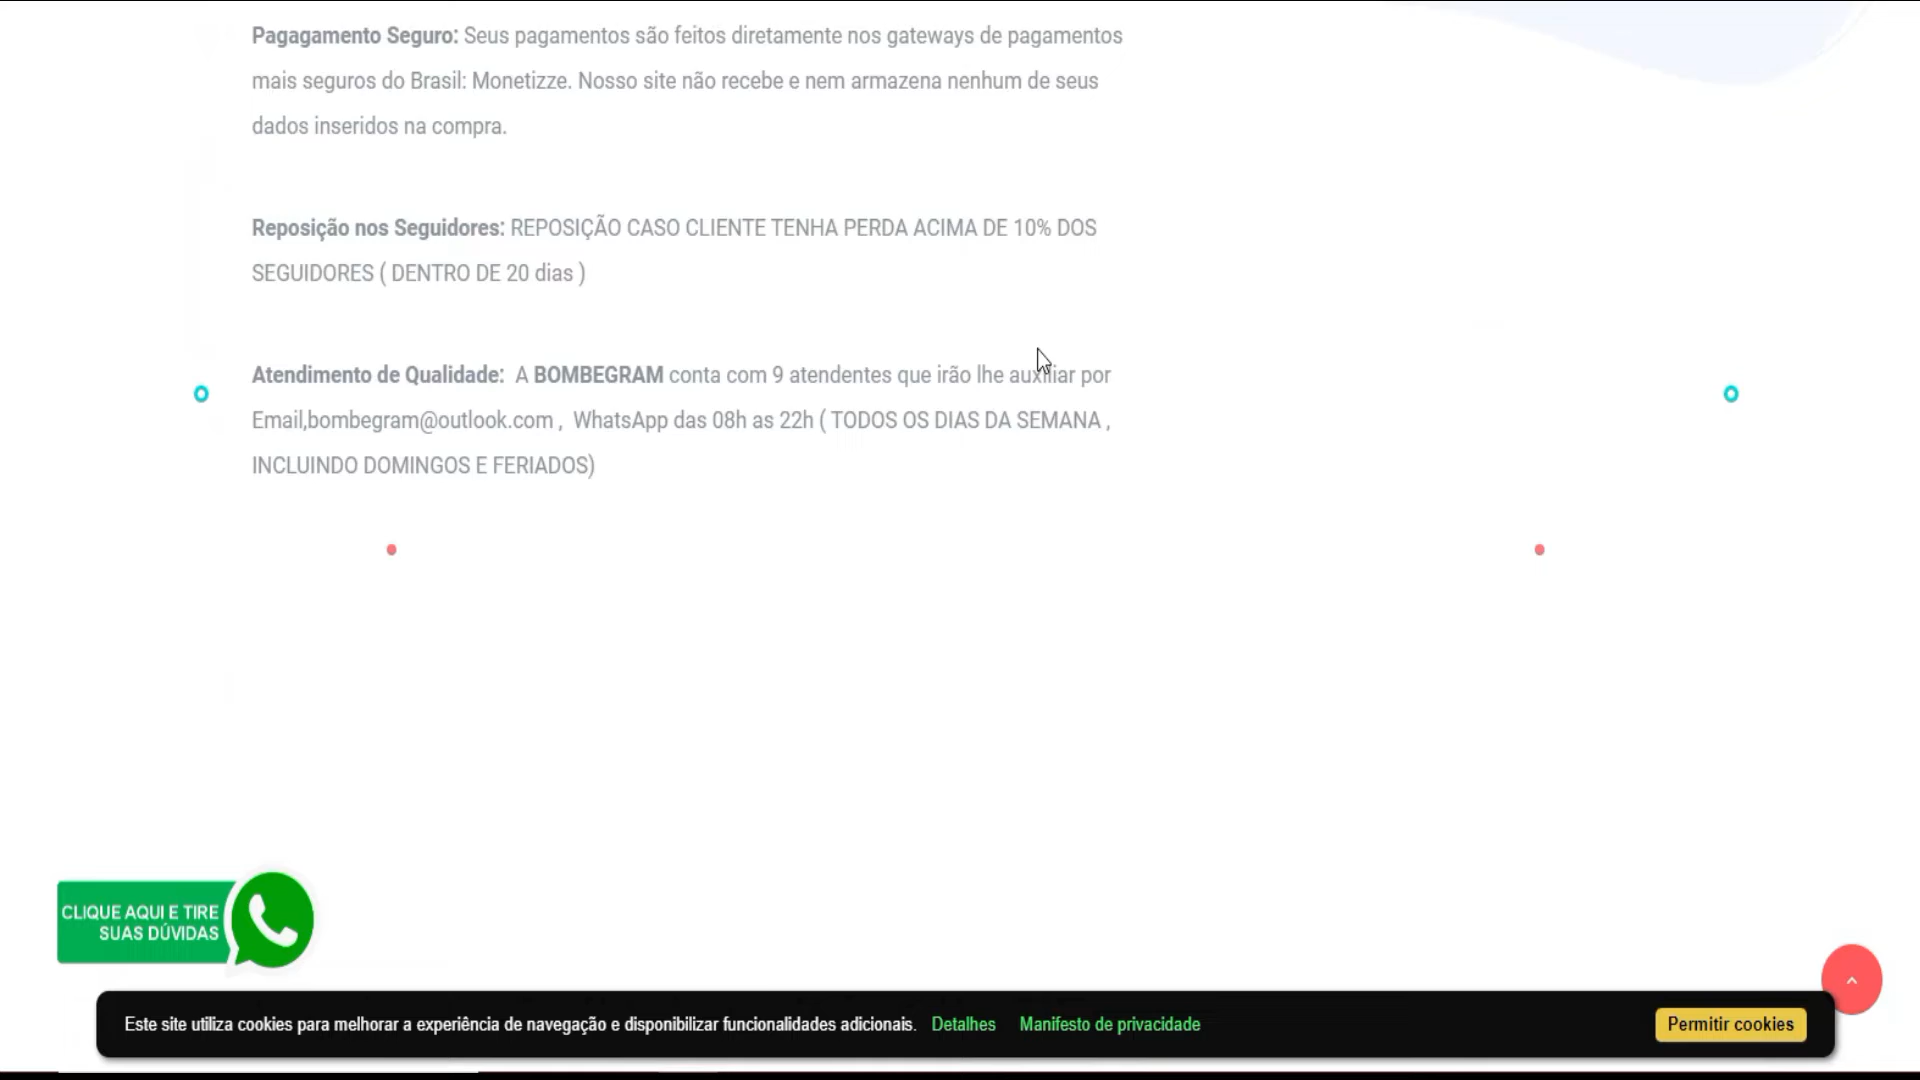 Pagagamento Seguro: Seus pagamentos são feitos diretamente nos gateways de pagamentos
mais seguros do Brasil: Monetizze. Nosso site não recebe e nem armazena nenhum de seus
dados inseridos na compra.
Reposição nos Seguidores: REPOSIÇÃO CASO CLIENTE TENHA PERDA ACIMA DE 10% DOS
SEGUIDORES ( DENTRO DE 20 dias )
Atendimento de Qualidade: A BOMBEGRAM conta com 9 atendentes que irão lhe auxiliar por
Email,bombegram@outlook.com , WhatsApp das 08h as 22h ( TODOS OS DIAS DA SEMANA ,
INCLUINDO DOMINGOS E FERIADOS)
CLIQUE AQUI E TIRE
SUAS DÚVIDAS
Este site utiliza cookies para melhorar a experiência de navegação e disponibilizar funcionalidades adicionais. Detalhes Manifesto de privacidade Permitir cookies